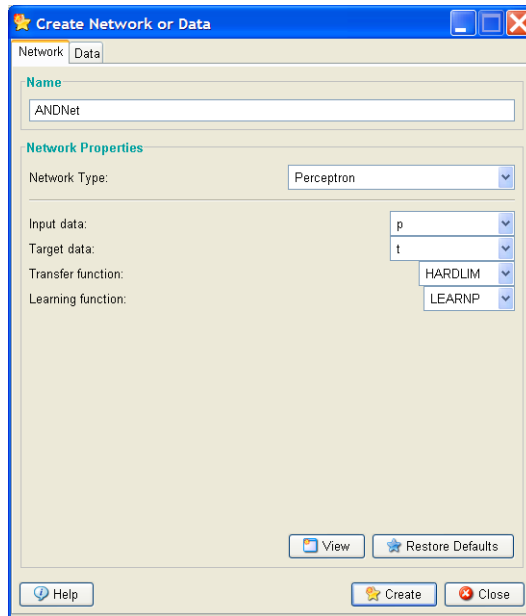 Create Network or Data
Network Data
Name
ANDNet
Network Properties
Network Type: Perceptron
Input data: p
Target data: t
Transfer function: HARDLIM
Learning function: LEARNP
View Restore Defaults
Help Create Close